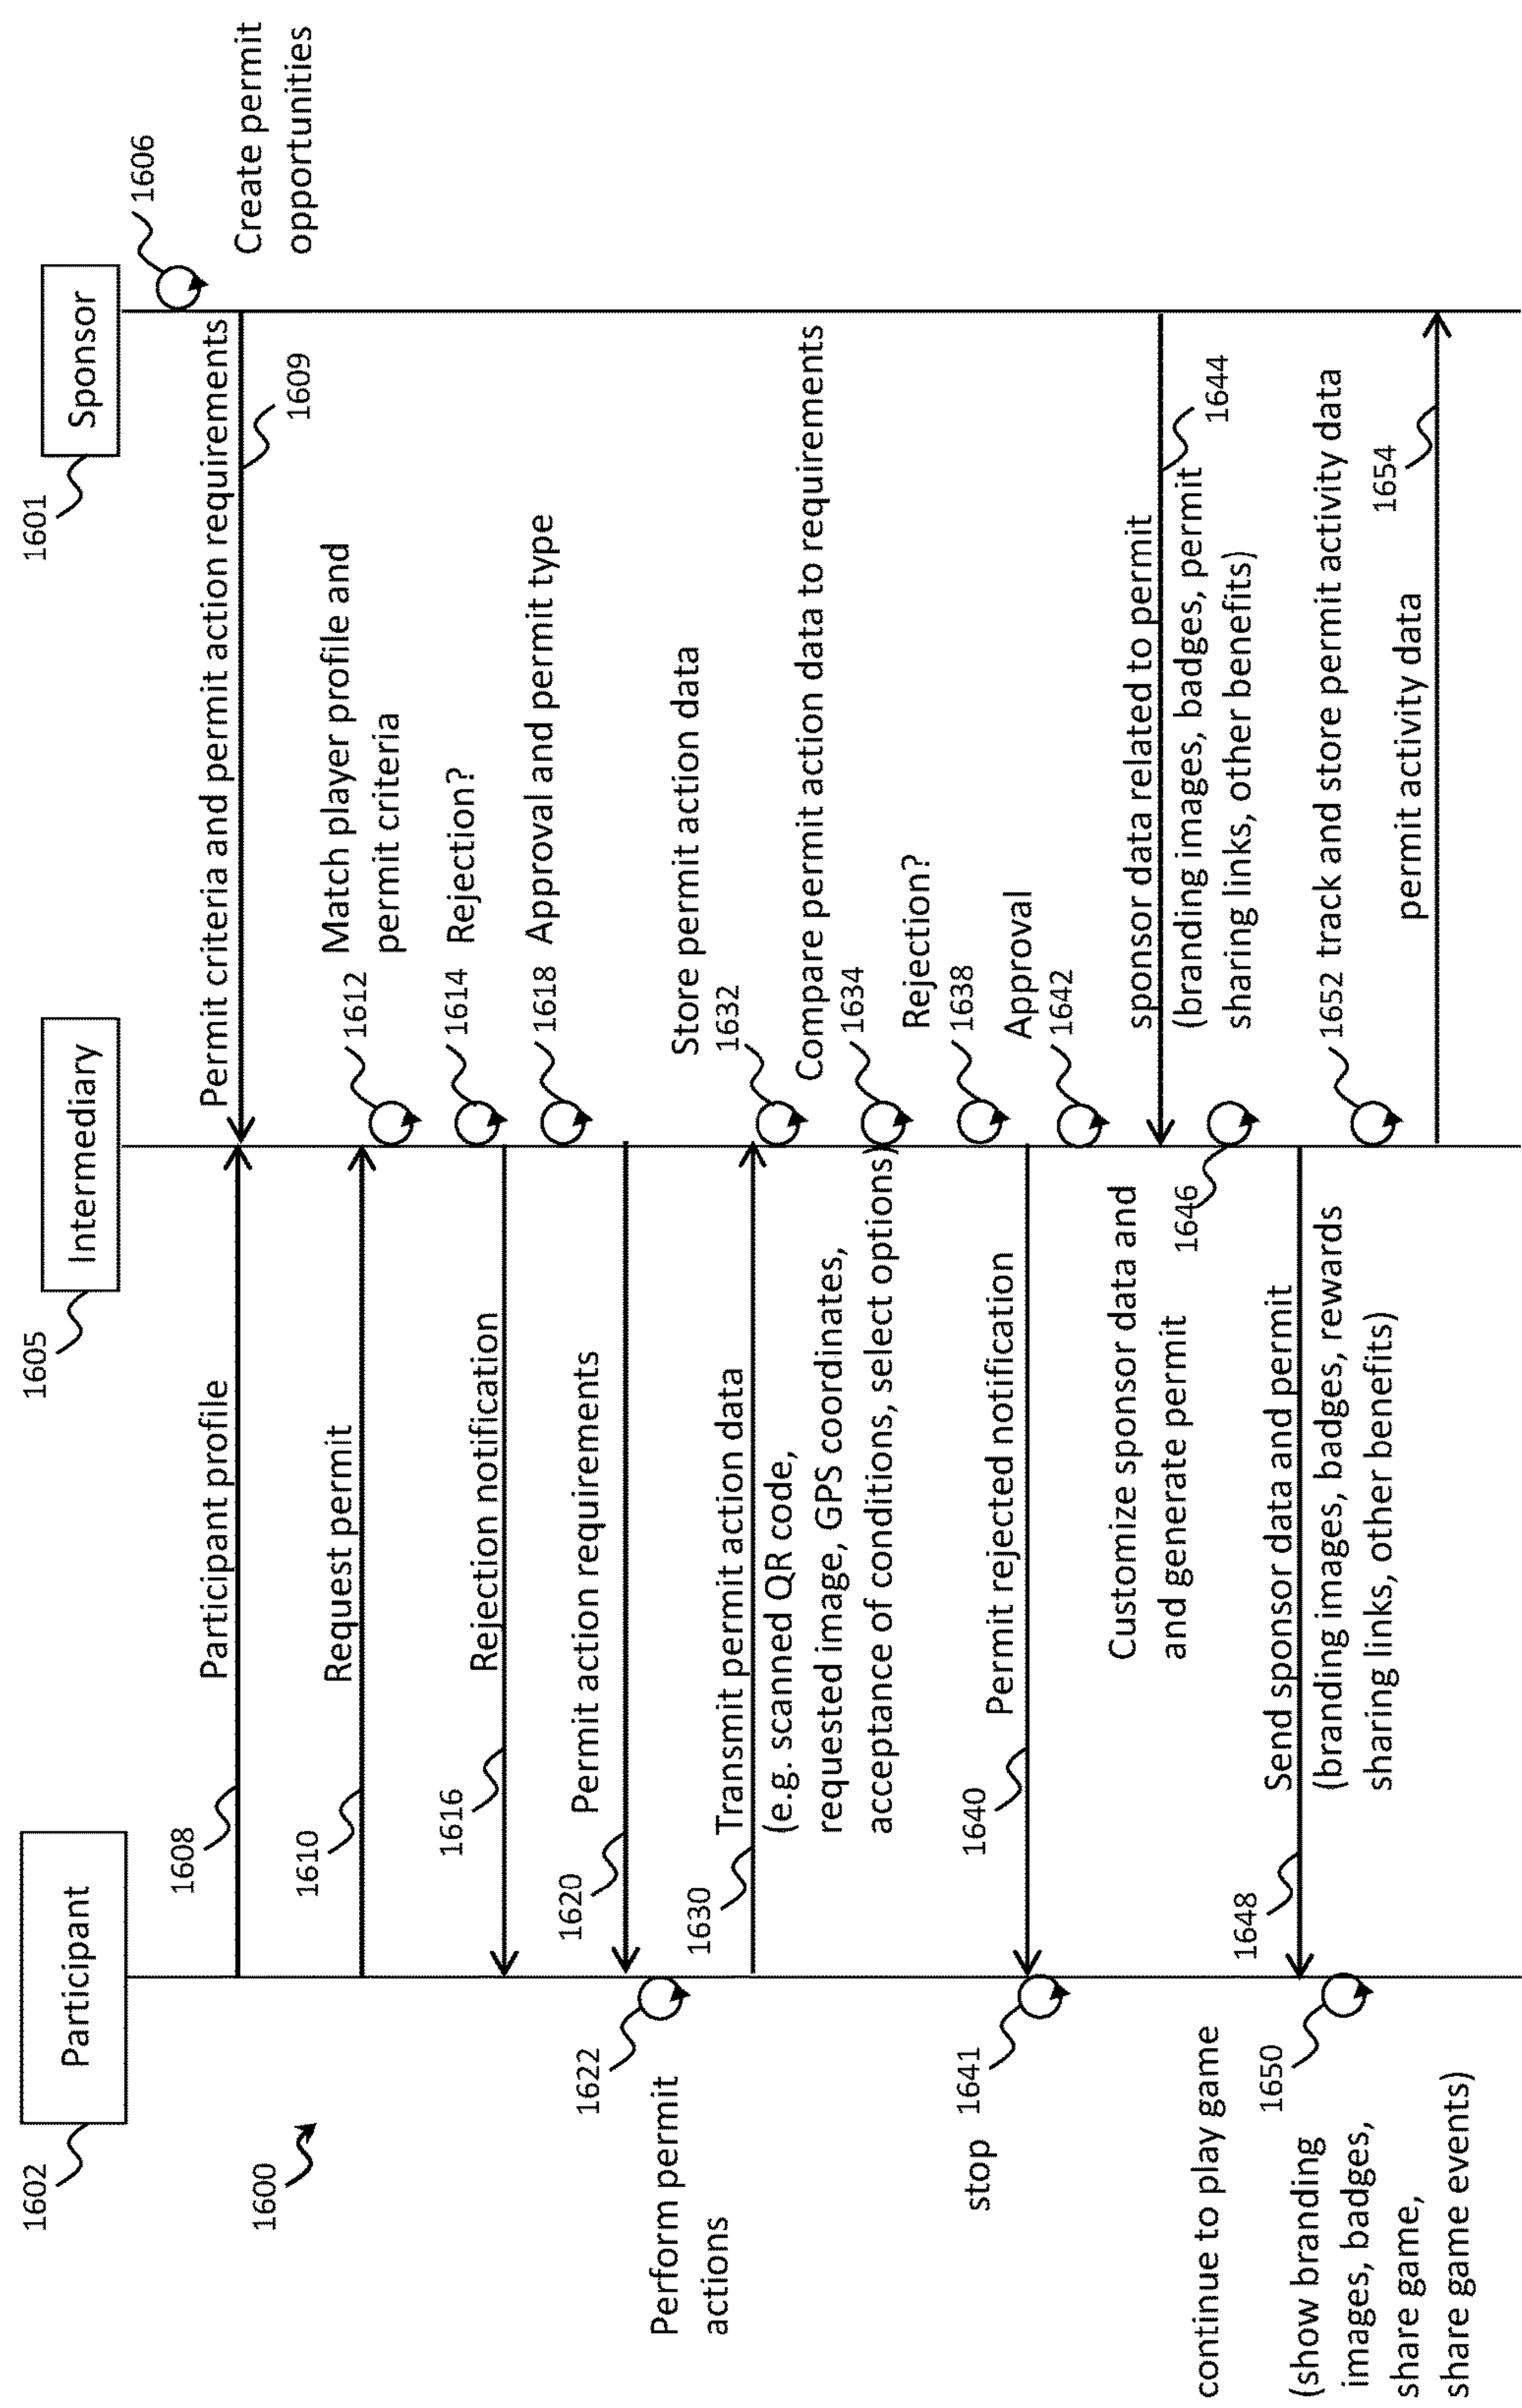 1602
Participant
1605
Intermediary
1601
Sponsor
1606
Create permit
opportunities
1600
1608
Participant profile
Permit criteria and permit action requirements
1609
1610
Request permit
1612
Match player profile and
permit criteria
1614
Rejection?
1616
Rejection notification
1618
Approval and permit type
1620
Permit action requirements
1622
Perform permit
actions
1630
Transmit permit action data
(e.g. scanned QR code,
requested image, GPS coordinates,
acceptance of conditions, select options)
Store permit action data
1632
Compare permit action data to requirements
1634
Rejection?
1638
1640
Permit rejected notification
stop
1641
Approval
1642
sponsor data related to permit
(branding images, badges, permit
sharing links, other benefits)
1644
Customize sponsor data and
and generate permit
1646
1648
Send sponsor data and permit
(branding images, badges, rewards
sharing links, other benefits)
continue to play game
1650
(show branding
images, badges,
share game,
share game events)
1652
track and store permit activity data
permit activity data
1654